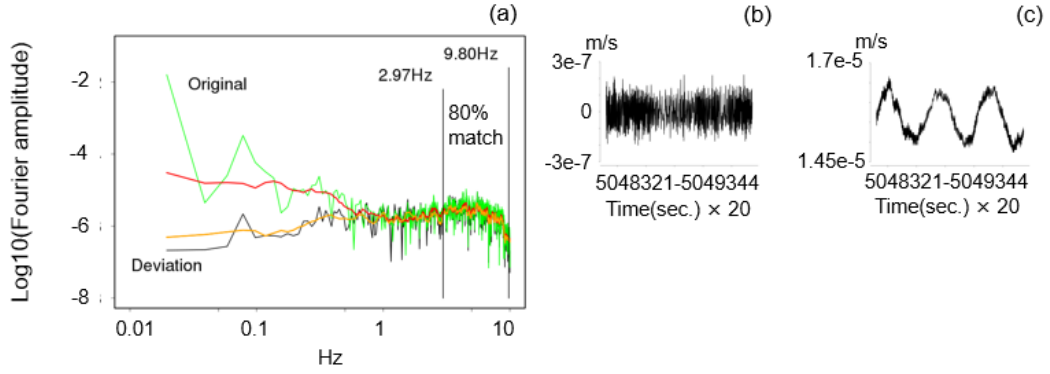 (a)
Log10(Fourier amplitude)
-2
-4
-6
-8
Original
Deviation
2.97Hz
9.80Hz
80%
match
0.01
0.1
1
10
Hz
(b)
m/s
3e-7
0
-3e-7
5048321-5049344
Time(sec.) × 20
(c)
m/s
1.7e-5
1.45e-5
5048321-5049344
Time(sec.) × 20